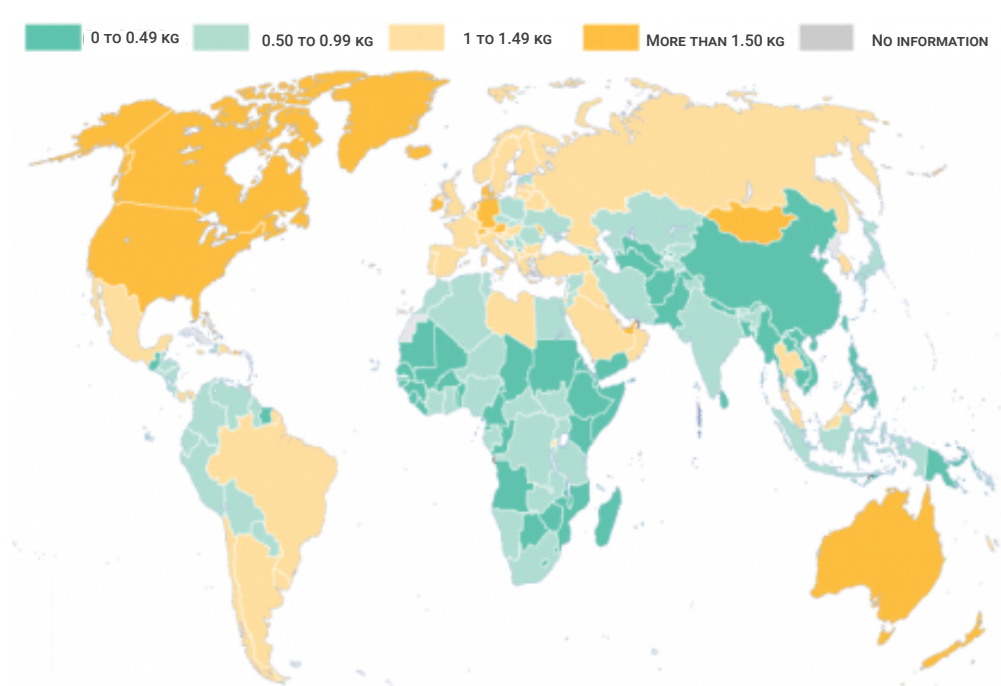 0 to 0.49 kg
0.50 to 0.99 kg
1 to 1.49 kg
More than 1.50 kg
No information